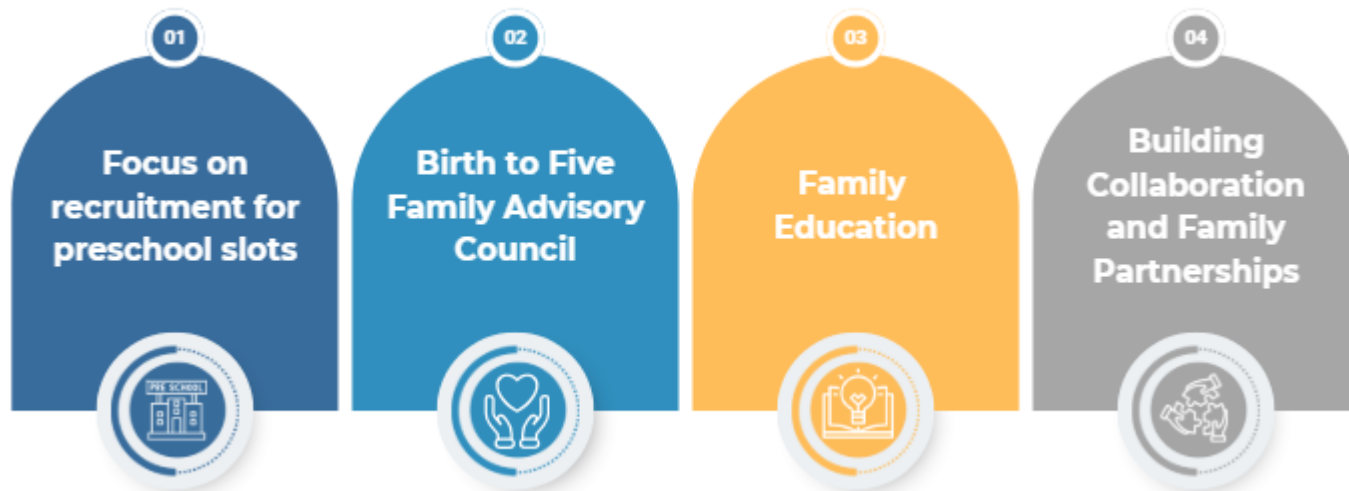 01
Focus on
recruitment for
preschool slots
PRE SCHOOL
02
Birth to Five
Family Advisory
Council
03
Family
Education
04
Building
Collaboration
and Family
Partnerships